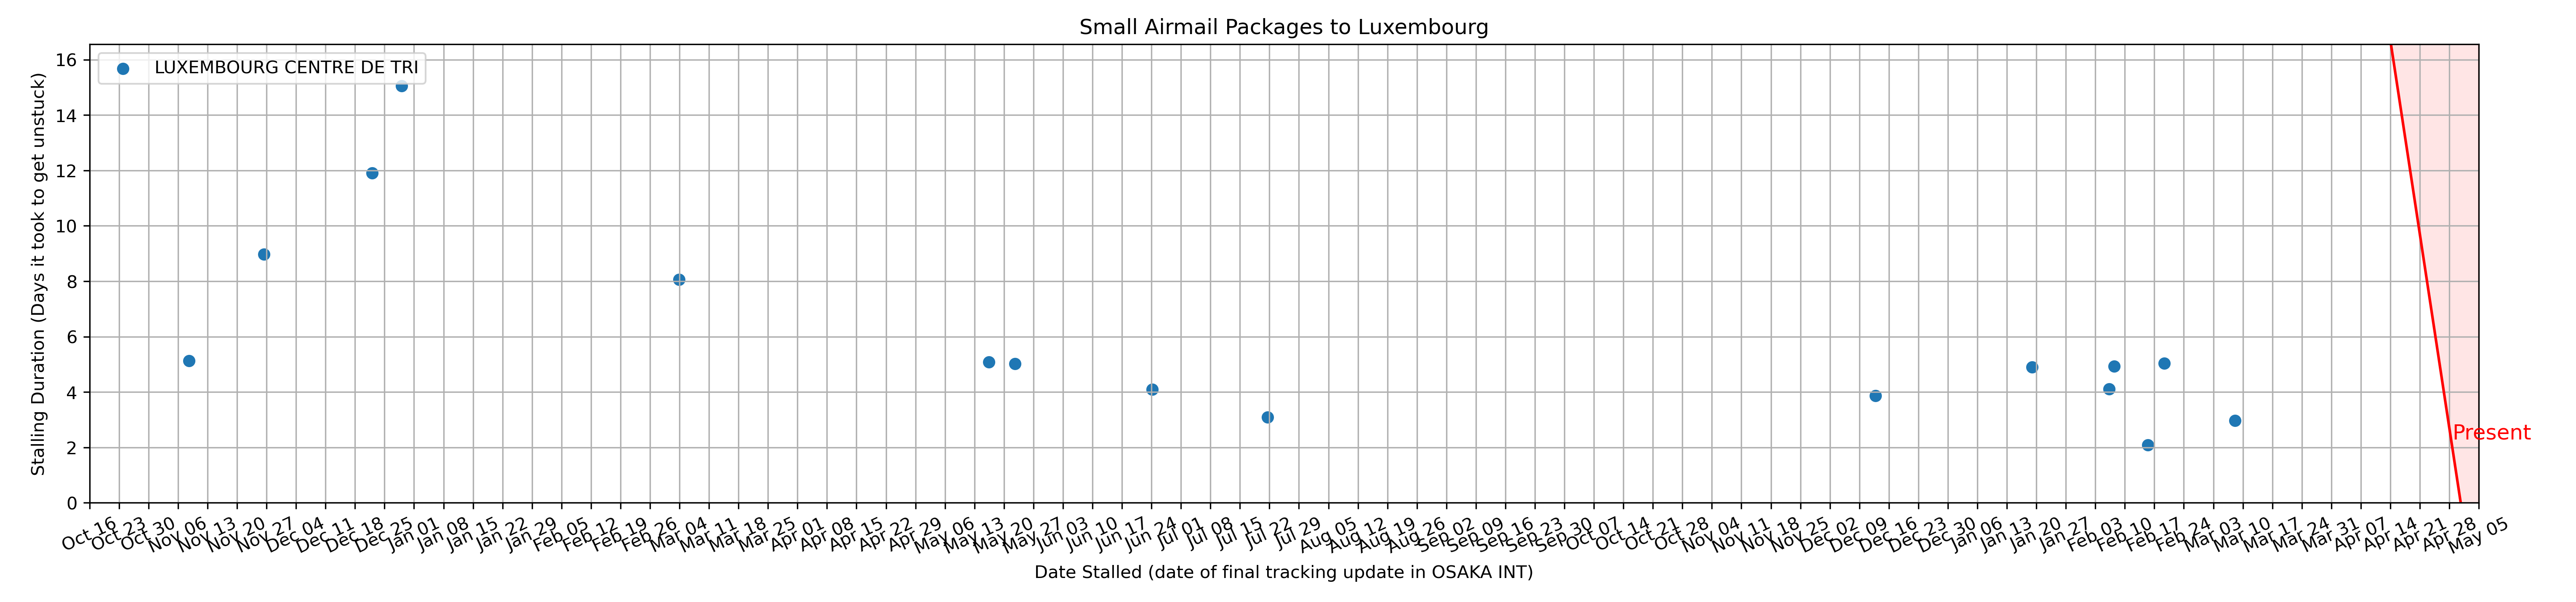 Small Airmail Packages to Luxembourg
LUXEMBOURG CENTRE DE TRI
Stalling Duration (Days it took to get unstuck)
16
14
12
10
8
6
4
2
0
Present
Oct 16 Oct 23 Oct 30 Nov 06 Nov 13 Nov 20 Nov 27 Dec 04 Dec 11 Dec 18 Dec 25 Jan 01 Jan 08 Jan 15 Jan 22 Jan 29 Feb 05 Feb 12 Feb 19 Feb 26 Mar 04 Mar 11 Mar 18 Mar 25 Apr 01 Apr 08 Apr 15 Apr 22 Apr 29 May 06 May 13 May 20 May 27 Jun 03 Jun 10 Jun 17 Jun 24 Jul 01 Jul 08 Jul 15 Jul 22 Jul 29 Aug 05 Aug 12 Aug 19 Aug 26 Sep 02 Sep 09 Sep 16 Sep 23 Sep 30 Oct 07 Oct 14 Oct 21 Oct 28 Nov 04 Nov 11 Nov 18 Nov 25 Dec 02 Dec 09 Dec 16 Dec 23 Dec 30 Jan 06 Jan 13 Jan 20 Jan 27 Feb 03 Feb 10 Feb 17 Feb 24 Mar 03 Mar 10 Mar 17 Mar 24 Mar 31 Apr 07 Apr 14 Apr 21 Apr 28 May 05
Date Stalled (date of final tracking update in OSAKA INT)